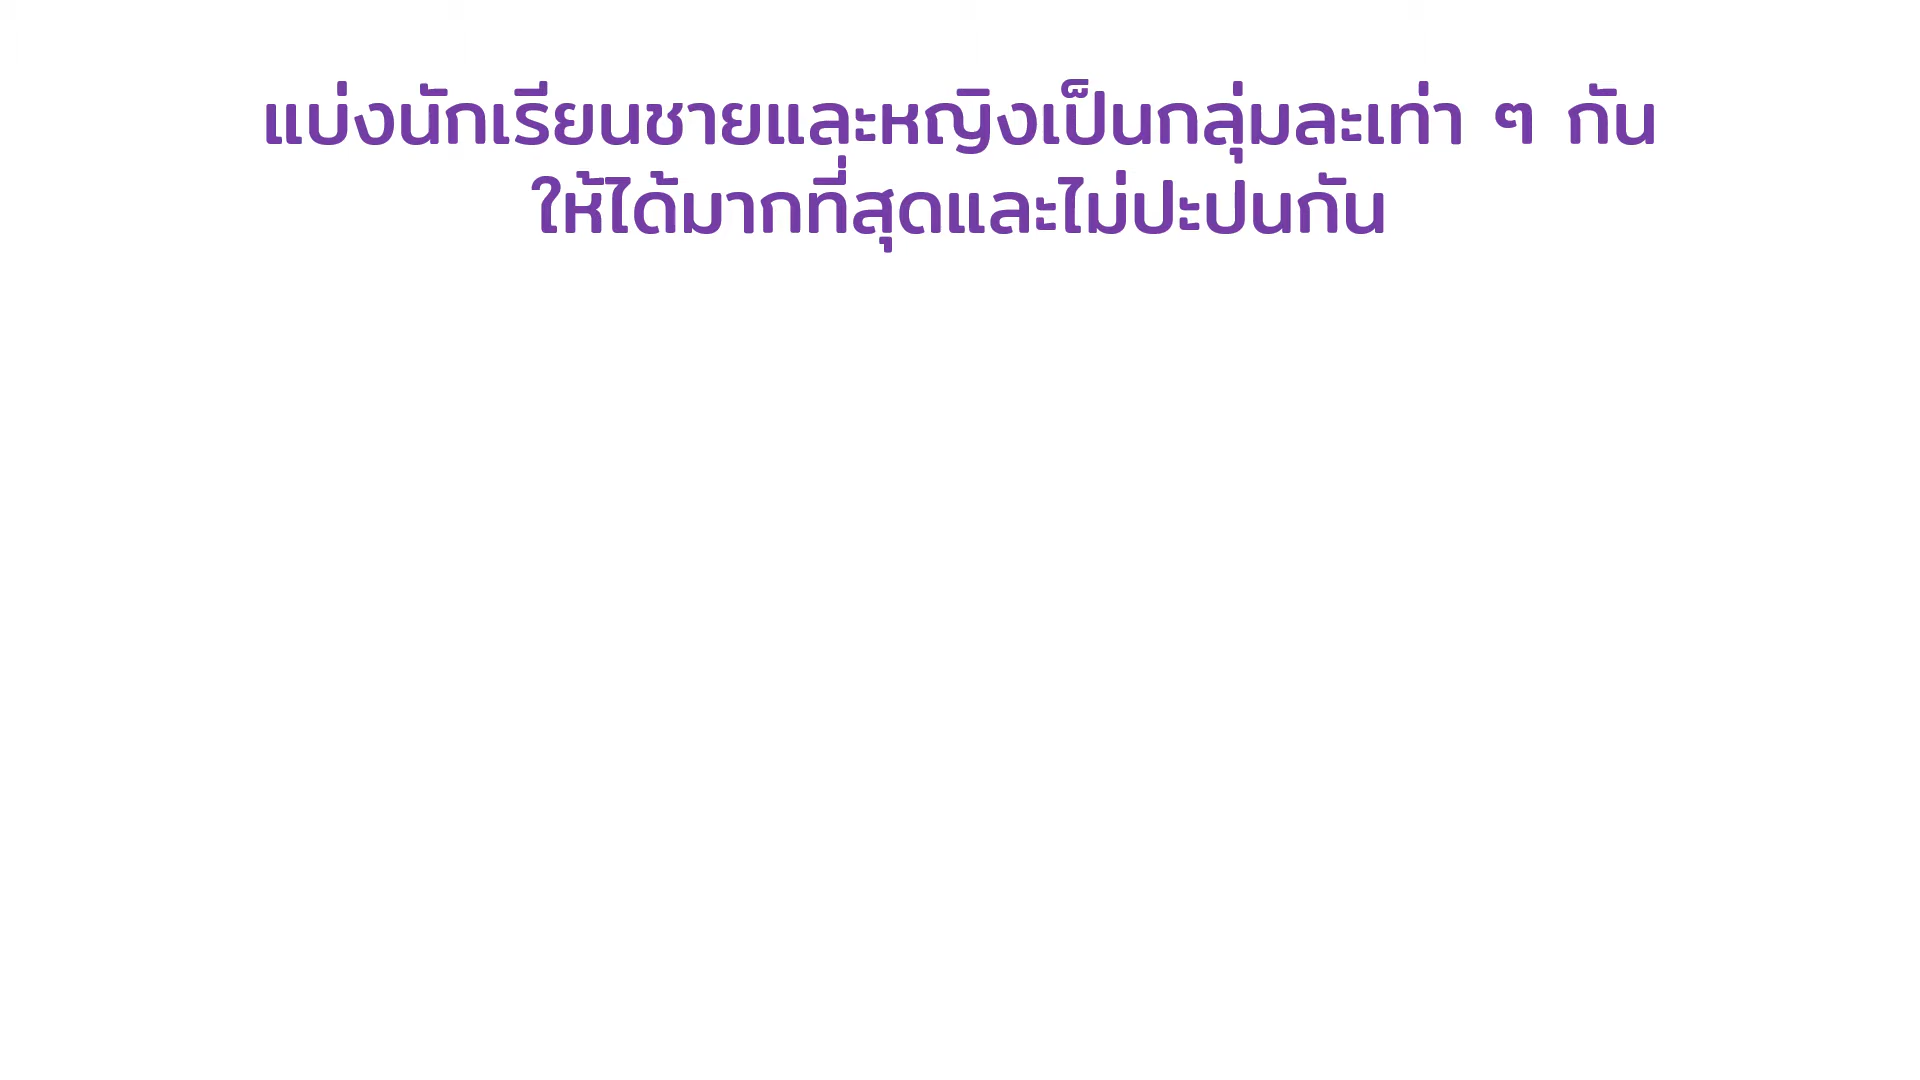 แบ่งนักเรียนชายและหญิงเป็นกลุ่มละเท่า ๆ กัน
ให้ได้มากที่สุดและไม่ปะปนกัน